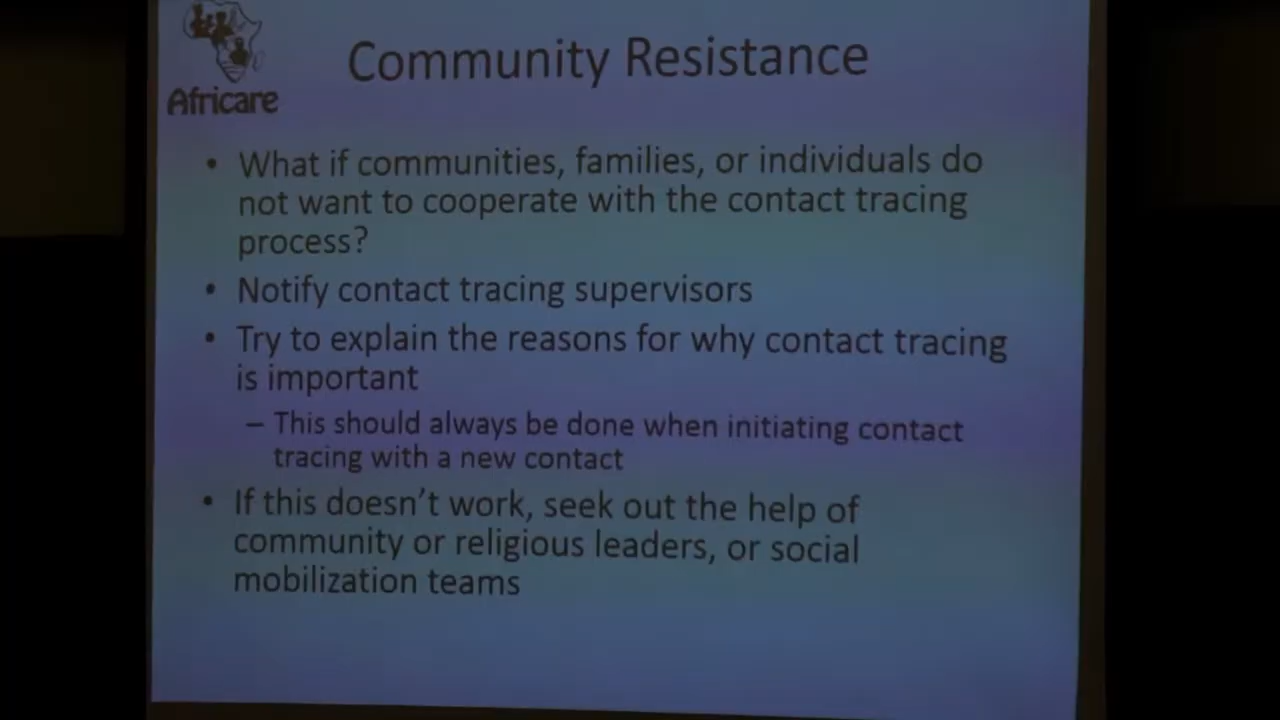 Africare
Community Resistance
• What if communities, families, or individuals do
not want to cooperate with the contact tracing
process?
• Notify contact tracing supervisors
• Try to explain the reasons for why contact tracing
is important
– This should always be done when initiating contact
tracing with a new contact
• If this doesn't work, seek out the help of
community or religious leaders, or social
mobilization teams